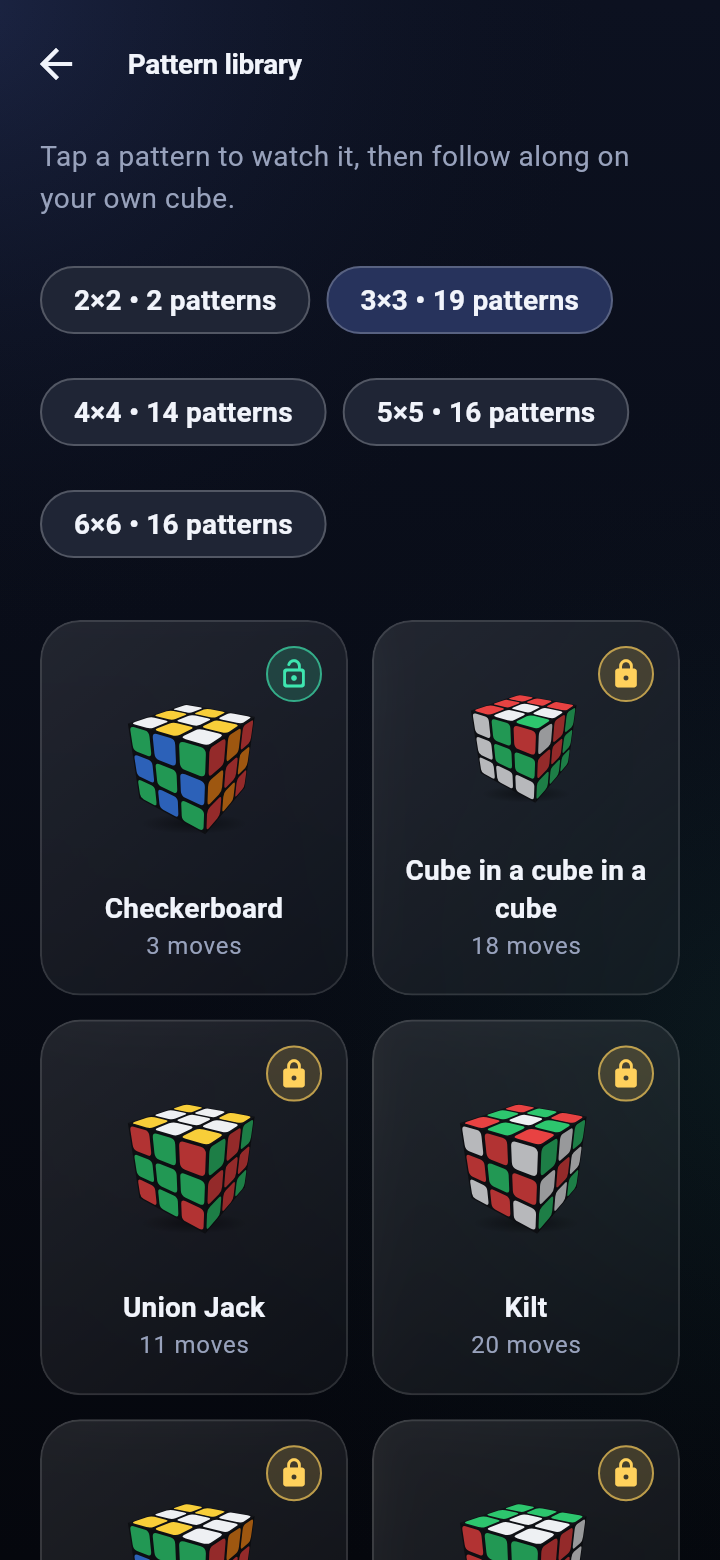 Pattern library
Tap a pattern to watch it, then follow along on
your own cube.
2×2 • 2 patterns
3×3 • 19 patterns
4×4 • 14 patterns
5×5 • 16 patterns
6×6 • 16 patterns
Checkerboard
3 moves
Cube in a cube in a
cube
18 moves
Union Jack
11 moves
Kilt
20 moves